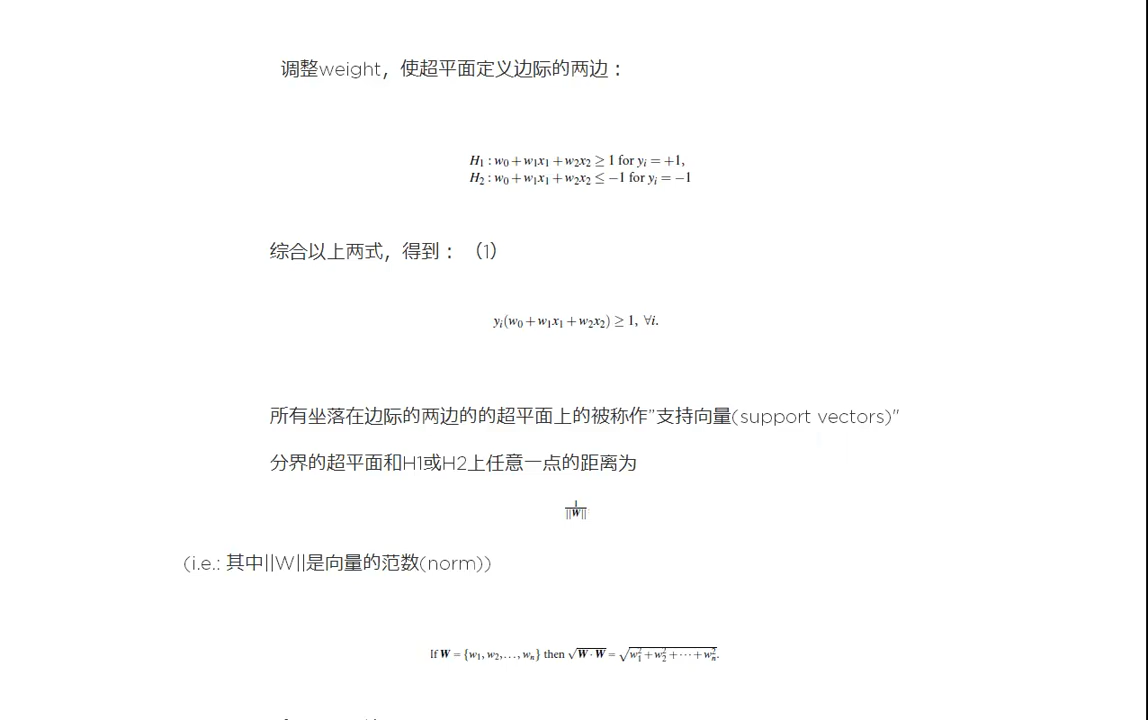 调整weight，使超平面定义边际的两边：
H₁ : w₀ + w₁x₁ + w₂x₂ ≥ 1 for yᵢ = +1,
H₂ : w₀ + w₁x₁ + w₂x₂ ≤ −1 for yᵢ = −1
综合以上两式，得到： （1）
yᵢ(w₀ + w₁x₁ + w₂x₂) ≥ 1, ∀i.
所有坐落在边际的两边的的超平面上的被称作”支持向量(support vectors)"
分界的超平面和H1或H2上任意一点的距离为
1/||W||
(i.e.: 其中||W||是向量的范数(norm))
If W = {w₁, w₂, . . . , wₙ} then √W · W = √w₁² + w₂² + · · · + wₙ².